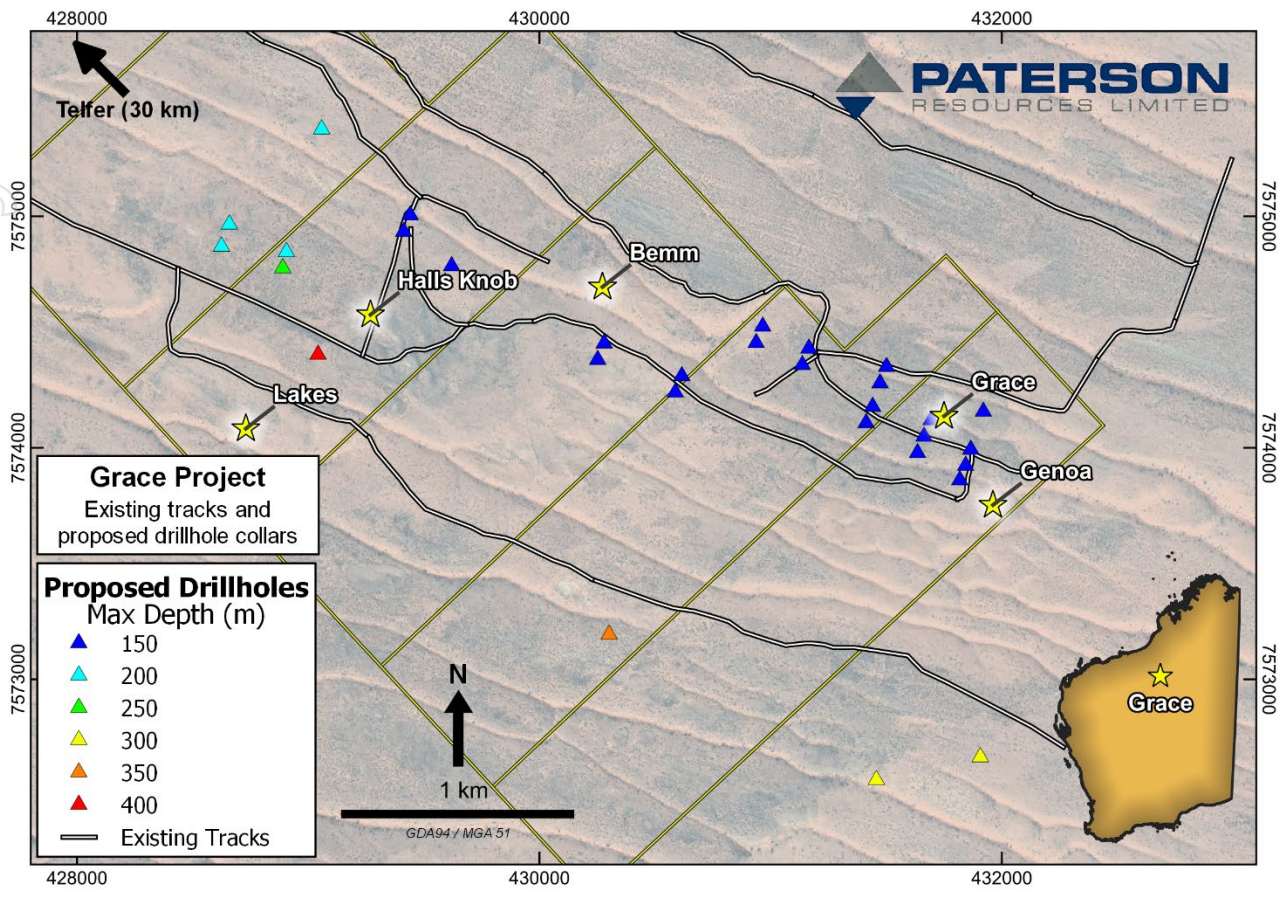 428000
430000
432000
Telfer (30 km)
PATERSON
RESOURCES LIMITED
7575000
7575000
Bemm
Halls Knob
Grace
Lakes
7574000
7574000
Genoa
Grace Project
Existing tracks and
proposed drillhole collars
Proposed Drillholes
Max Depth (m)
150
200
250
300
350
400
Existing Tracks
7573000
7573000
N
1 km
GDA94 / MGA 51
Grace
428000
430000
432000